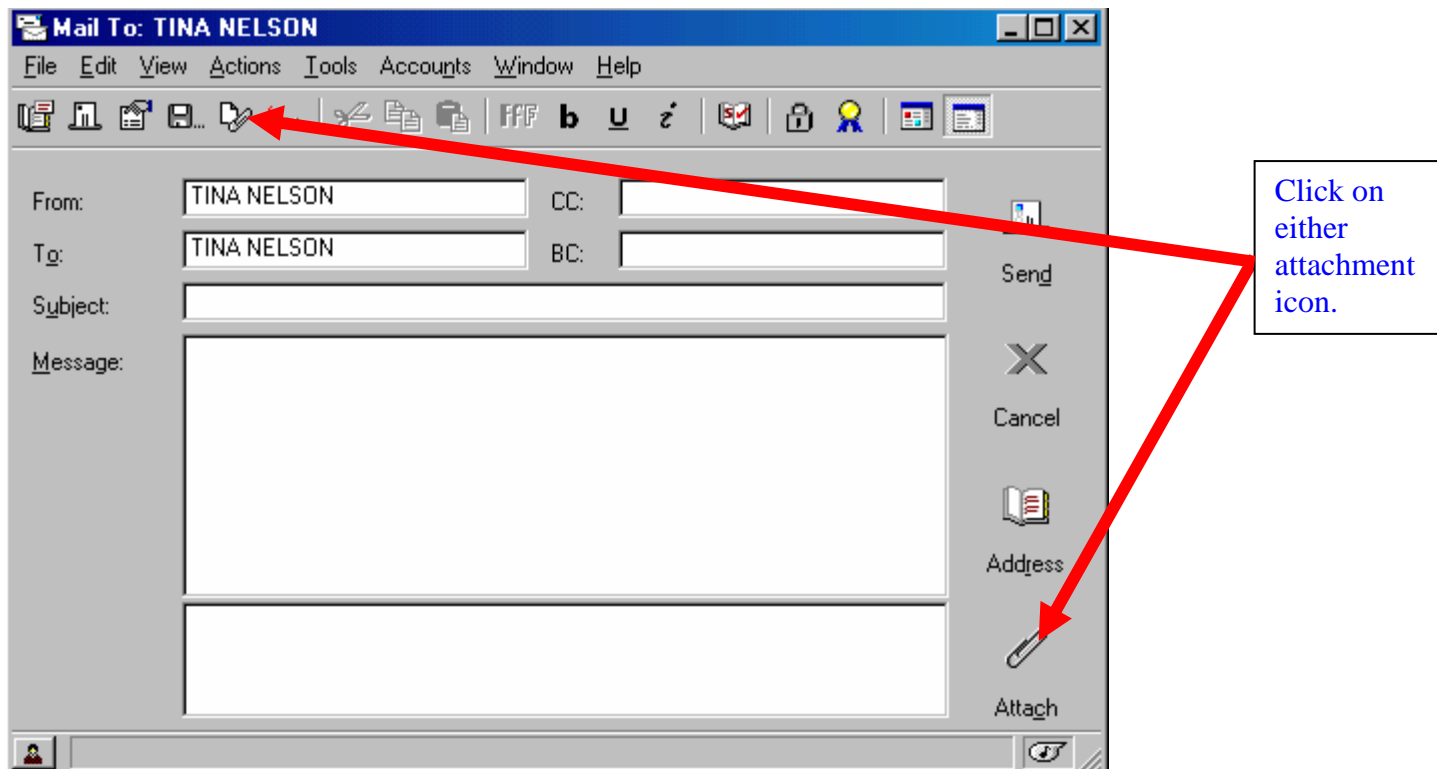 Mail To: TINA NELSON
File Edit View Actions Tools Accounts Window Help
FfF b u i
From: TINA NELSON CC:
To: TINA NELSON BC:
Send
Subject:
Message:
Cancel
Address
Attach
Click on
either
attachment
icon.